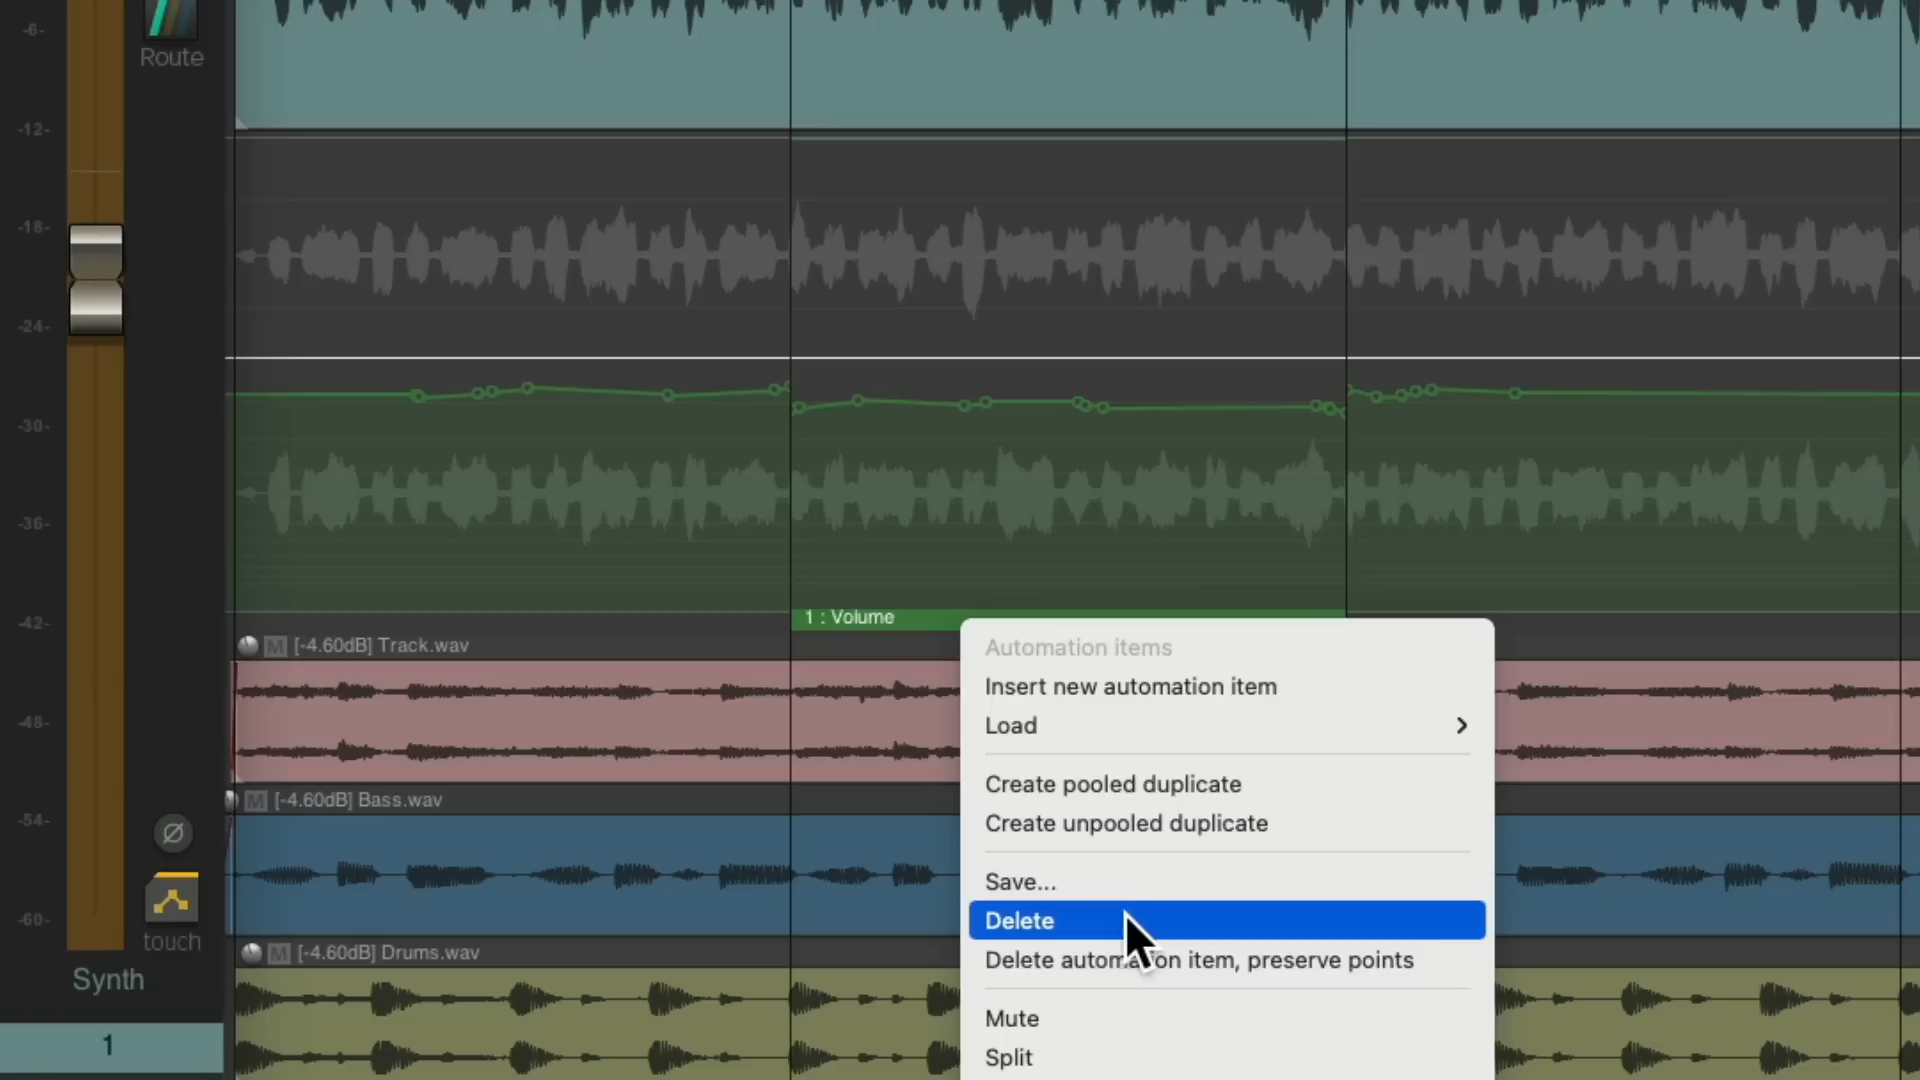 -6-
Route
-12-
-18-
-24-
-30-
-36-
-42-
-48-
-54-
-60-
touch
Synth
1
1 : Volume
M [-4.60dB] Track.wav
M [-4.60dB] Bass.wav
M [-4.60dB] Drums.wav
Automation items
Insert new automation item
Load
Create pooled duplicate
Create unpooled duplicate
Save...
Delete
Delete automation item, preserve points
Mute
Split